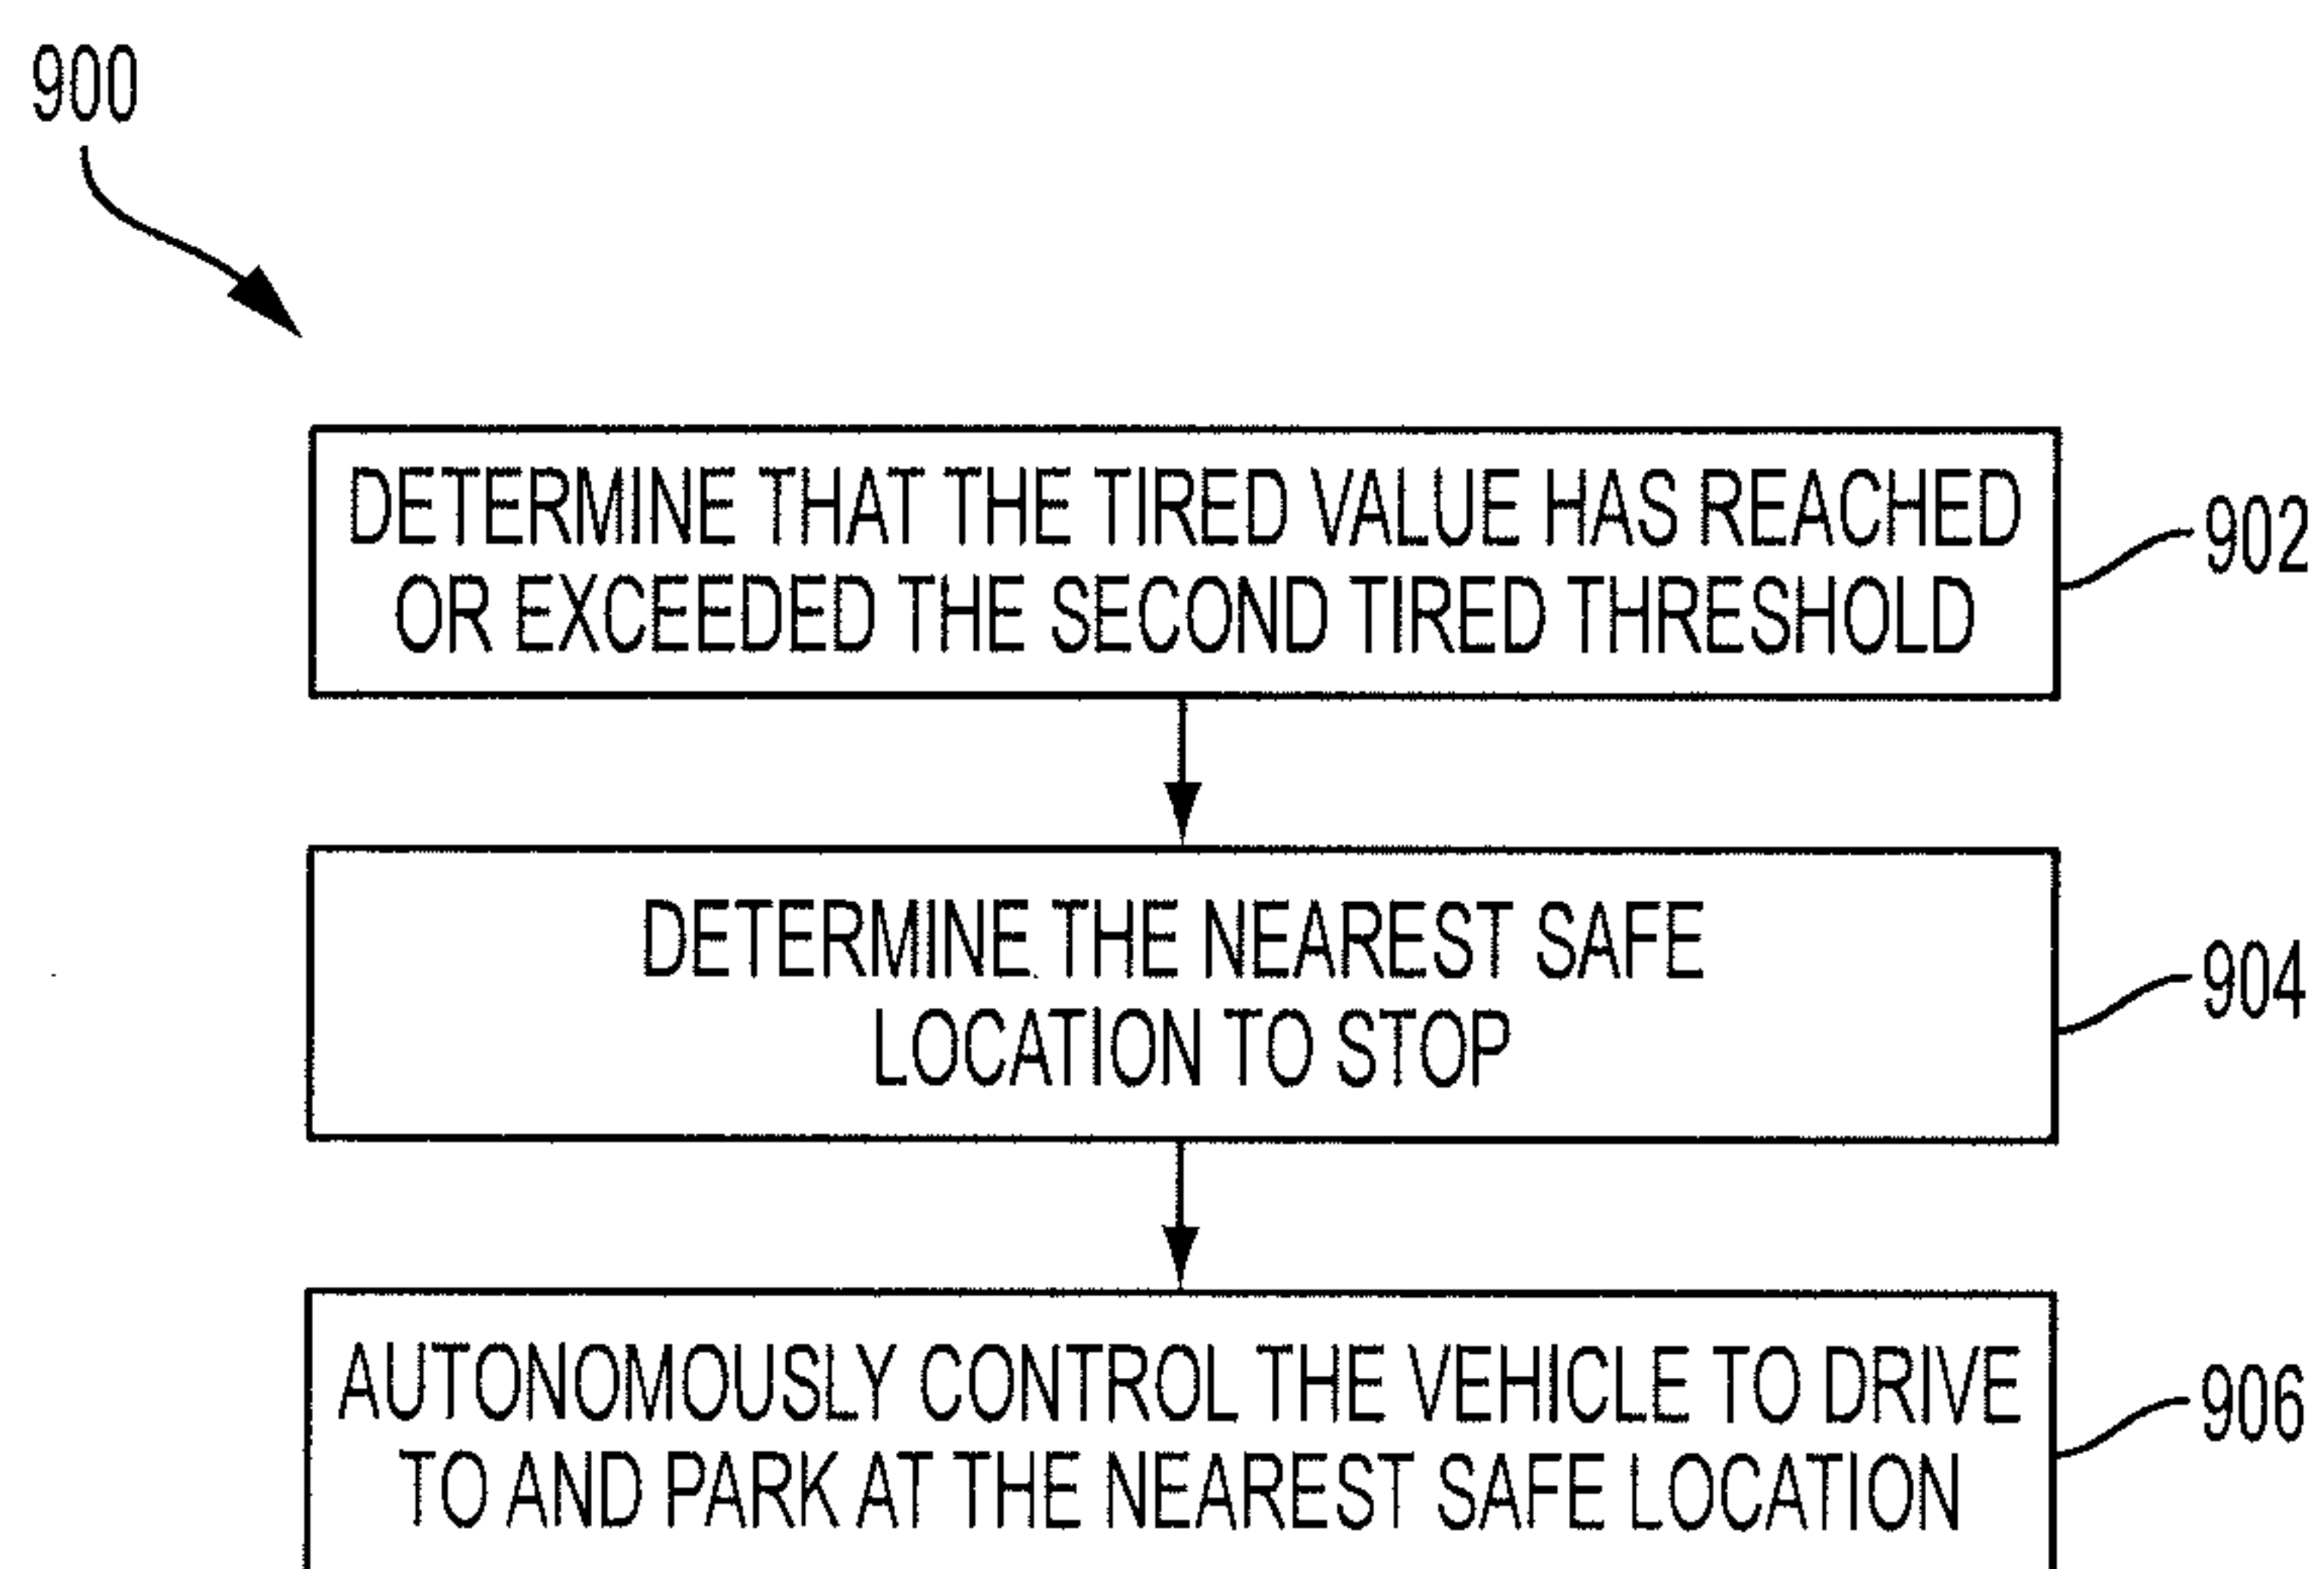 900
DETERMINE THAT THE TIRED VALUE HAS REACHED
OR EXCEEDED THE SECOND TIRED THRESHOLD
902
DETERMINE THE NEAREST SAFE
LOCATION TO STOP
904
AUTONOMOUSLY CONTROL THE VEHICLE TO DRIVE
TO AND PARK AT THE NEAREST SAFE LOCATION
906